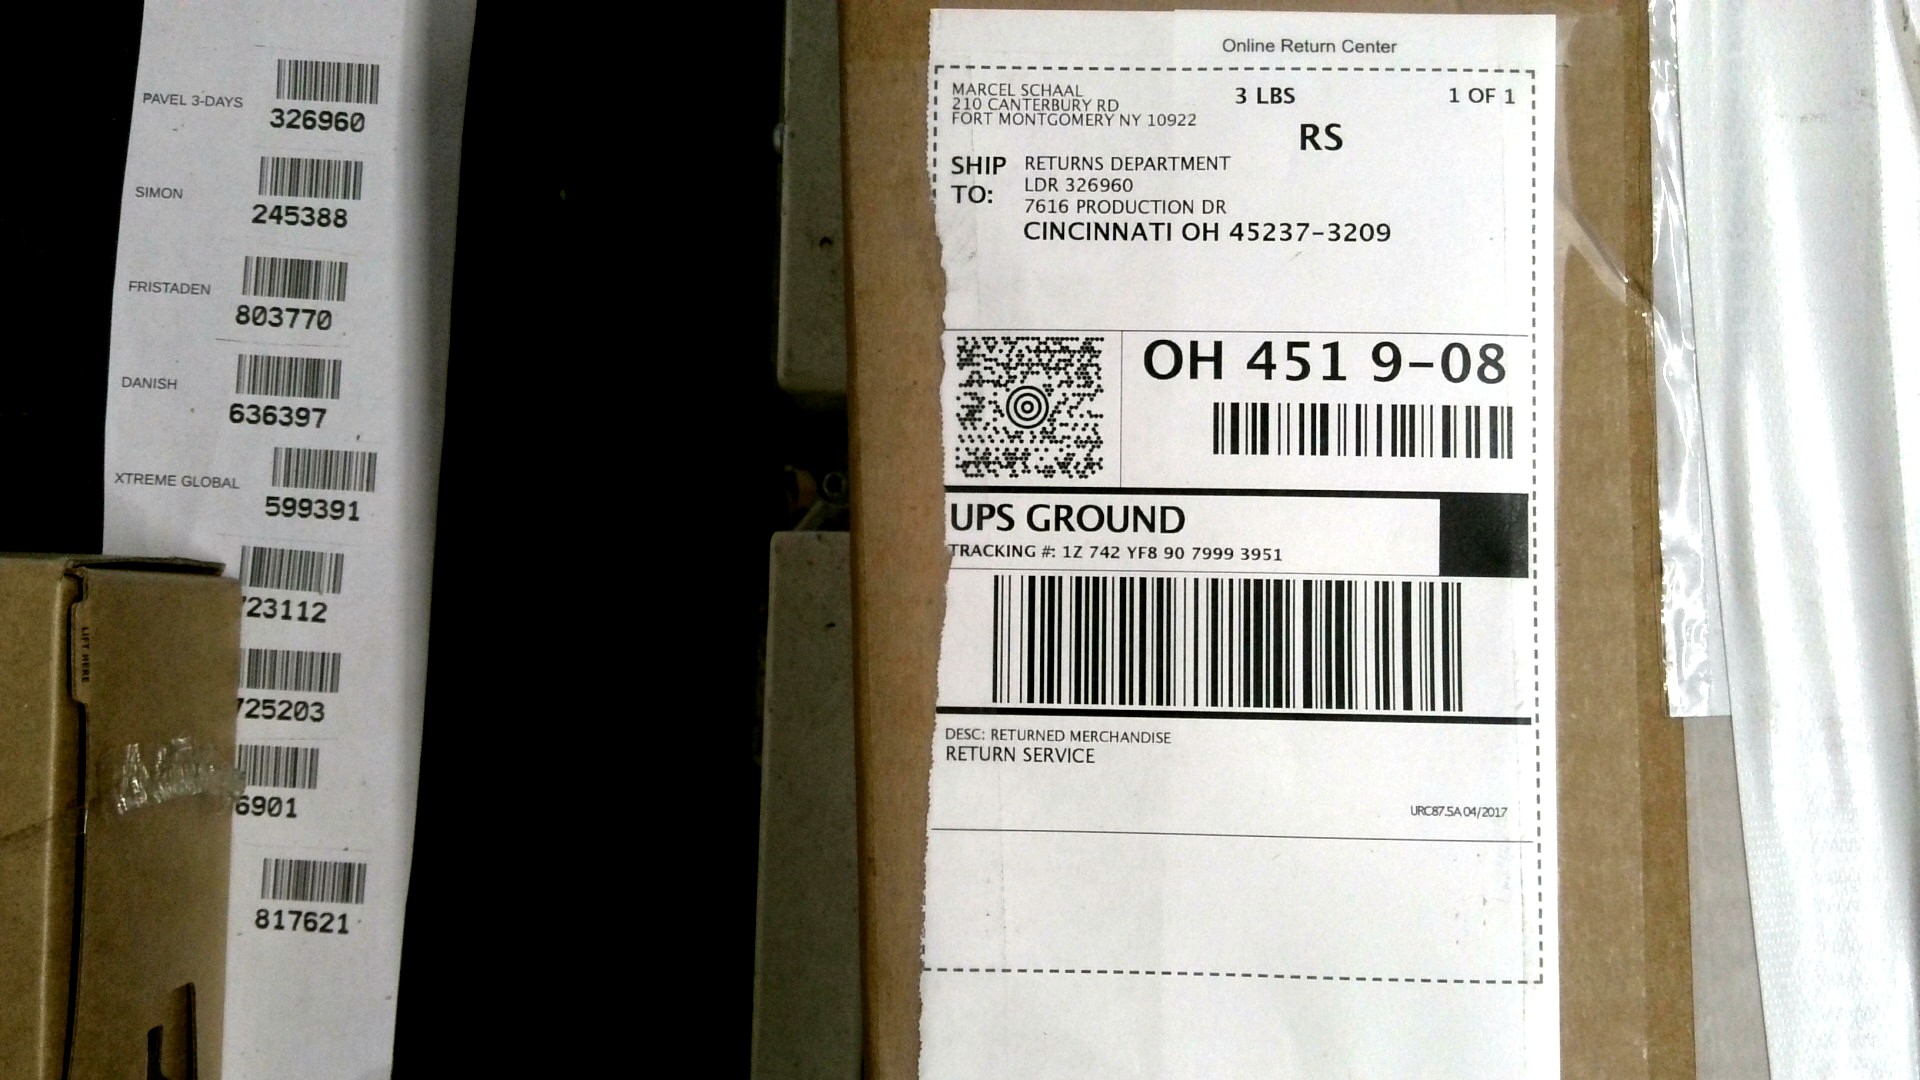 PAVEL 3-DAYS
326960
SIMON
245388
FRISTADEN
803770
DANISH
636397
XTREME GLOBAL
599391
23112
725203
6901
817621
LIFT HERE
Online Return Center
MARCEL SCHAAL
210 CANTERBURY RD
FORT MONTGOMERY NY 10922
3 LBS
1 OF 1
RS
SHIP TO:
RETURNS DEPARTMENT
LDR 326960
7616 PRODUCTION DR
CINCINNATI OH 45237-3209
OH 451 9-08
UPS GROUND
TRACKING #: 1Z 742 YF8 90 7999 3951
DESC: RETURNED MERCHANDISE
RETURN SERVICE
URC87.5A 04/2017